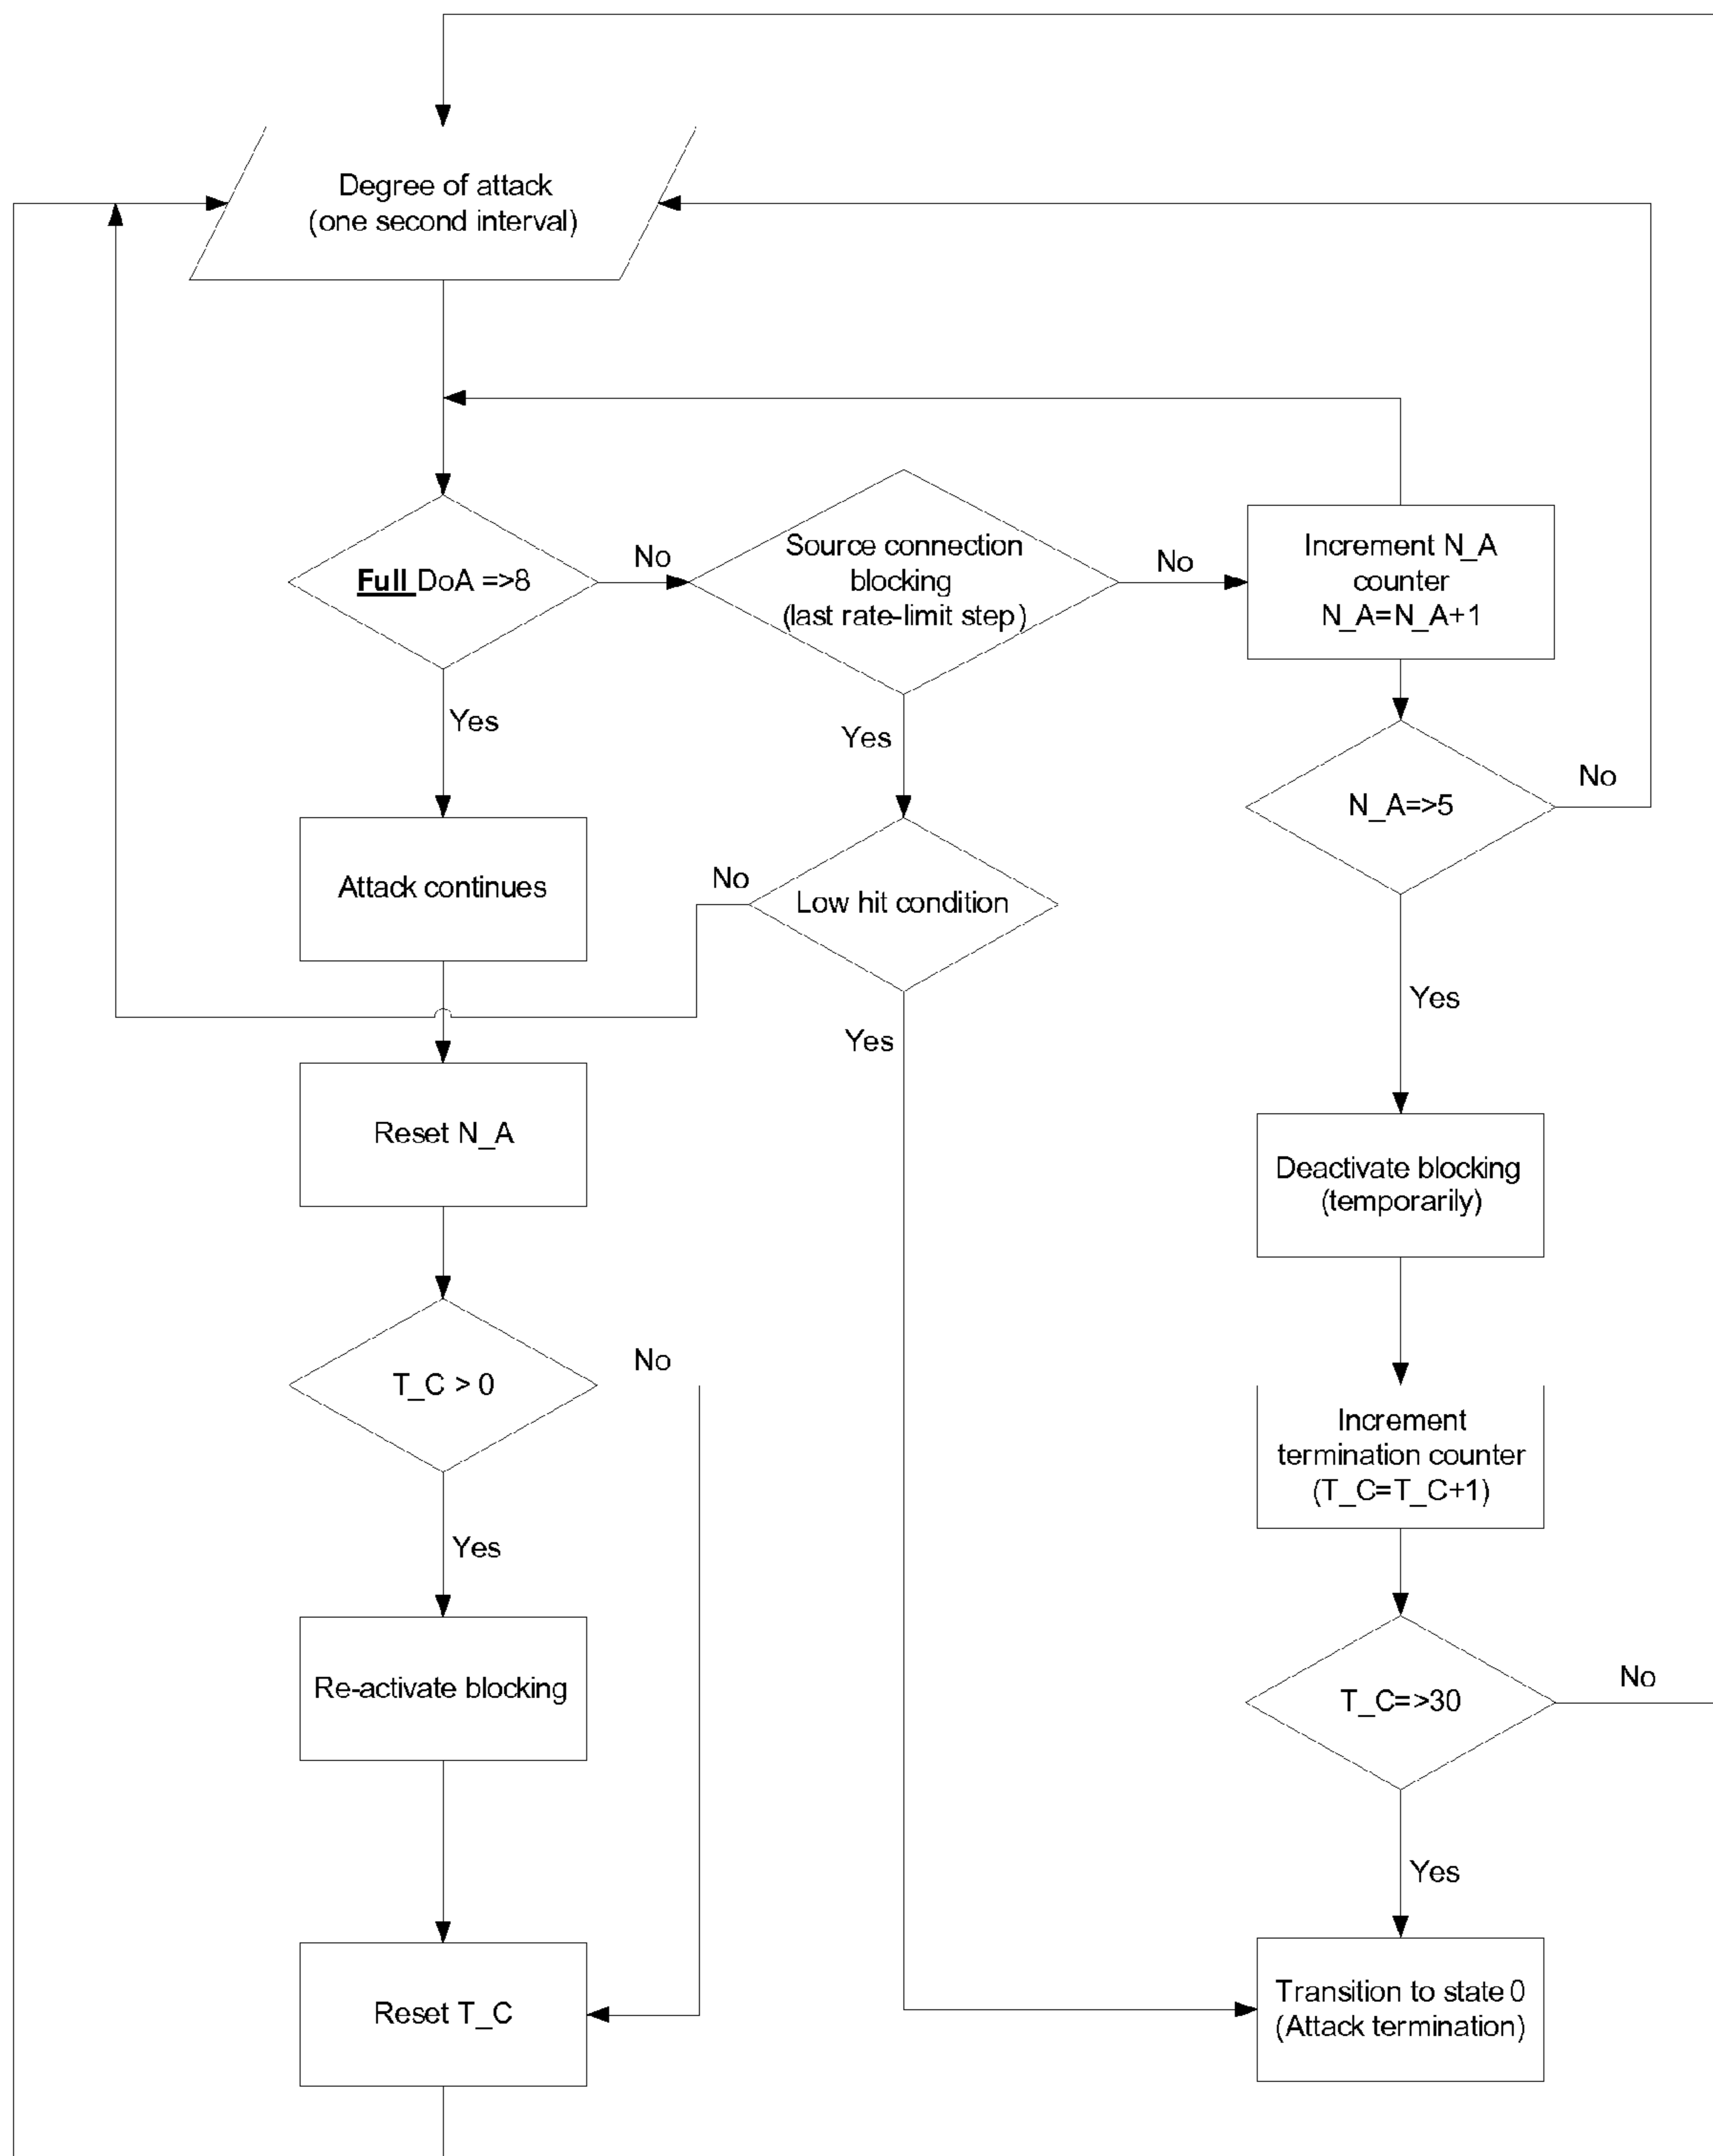 Degree of attack
(one second interval)
Full DoA =>8
No
Source connection
blocking
(last rate-limit step)
No
Increment N_A
counter
N_A=N_A+1
Yes
Yes
N_A=>5
No
Attack continues
No
Low hit condition
Yes
Yes
Reset N_A
Deactivate blocking
(temporarily)
T_C > 0
No
Increment
termination counter
(T_C=T_C+1)
Yes
Re-activate blocking
T_C=>30
No
Yes
Reset T_C
Transition to state 0
(Attack termination)